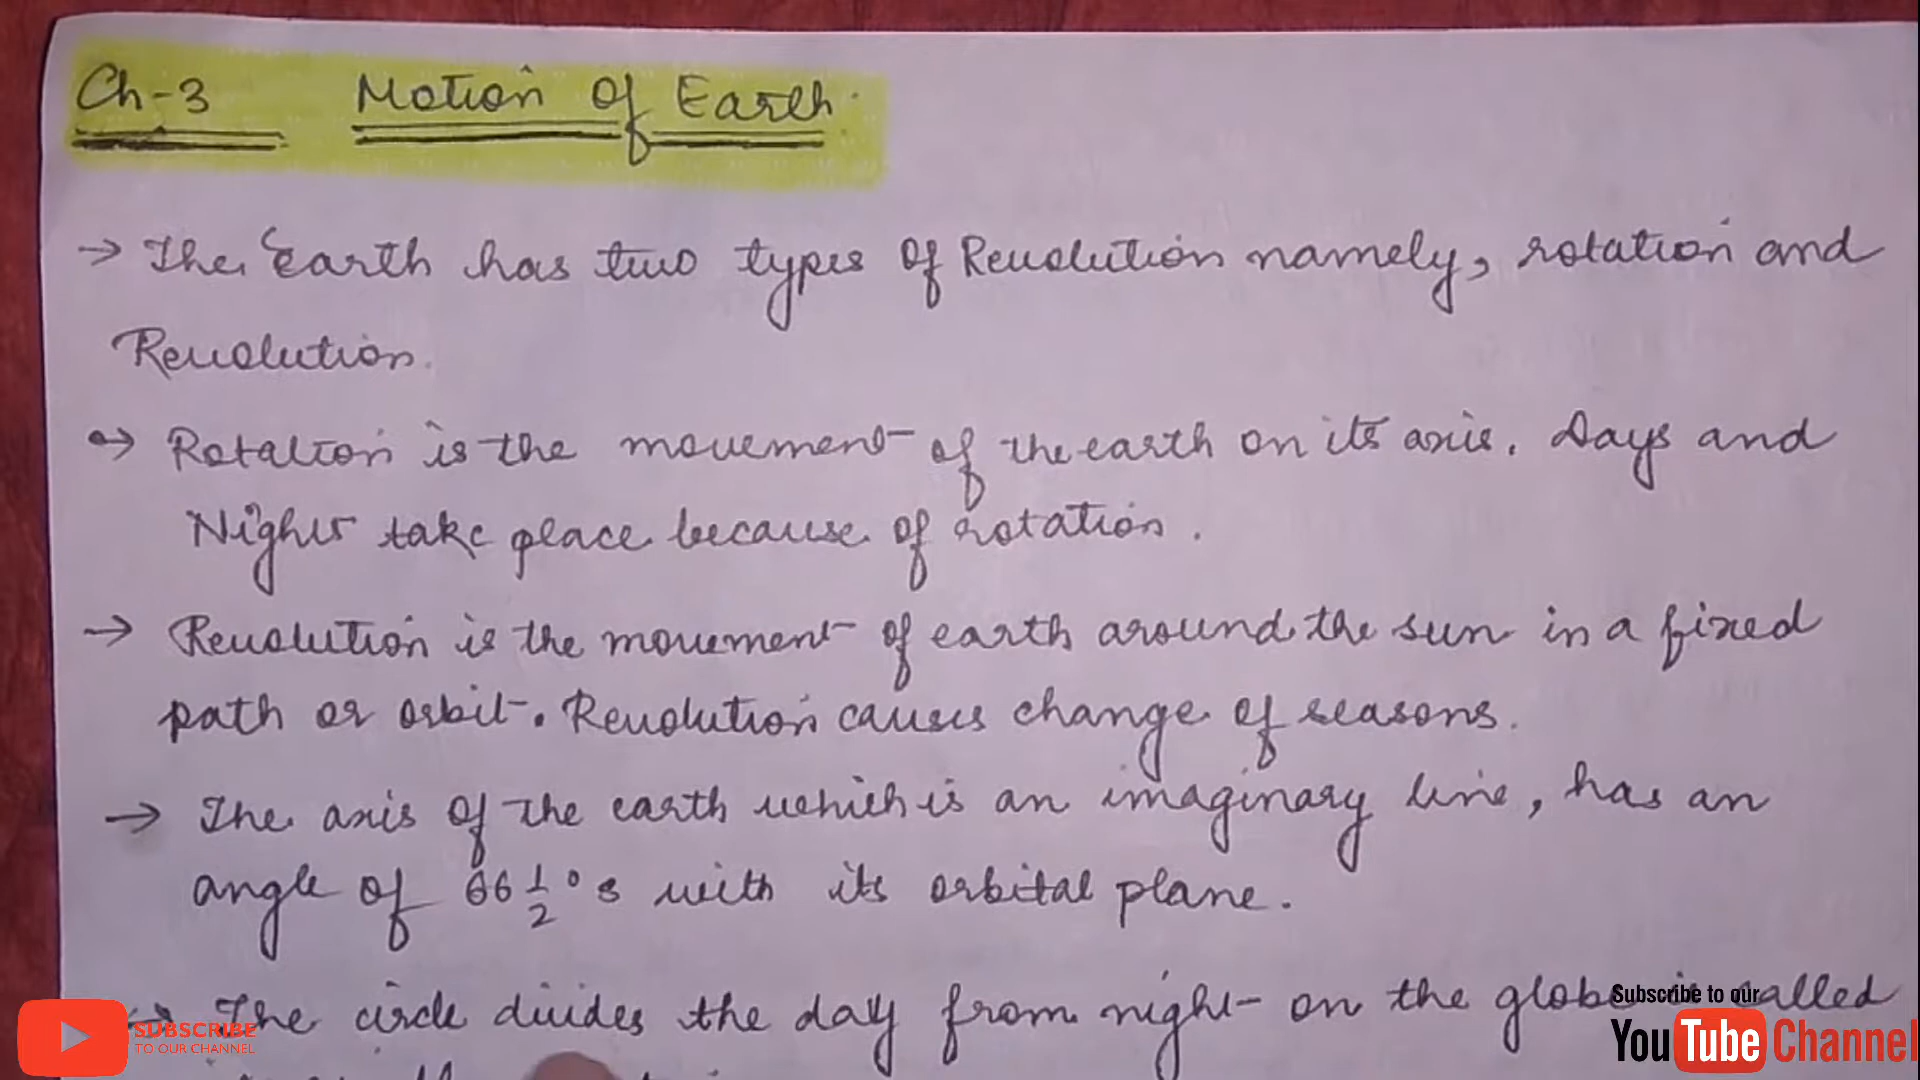 Ch-3 Motion of Earth.
→ The Earth has two types of Revolution namely, rotation and
Revolution.
→ Rotation is the movement of the earth on its axis. Days and
Nights take place because of rotation.
→ Revolution is the movement of earth around the sun in a fixed
path or orbit. Revolution causes change of seasons.
→ The axis of the earth which is an imaginary line, has an
angle of 66 1/2° s with its orbital plane.
→ The circle divides the day from night on the globe is called
SUBSCRIBE
TO OUR CHANNEL
Subscribe to our
YouTube Channel